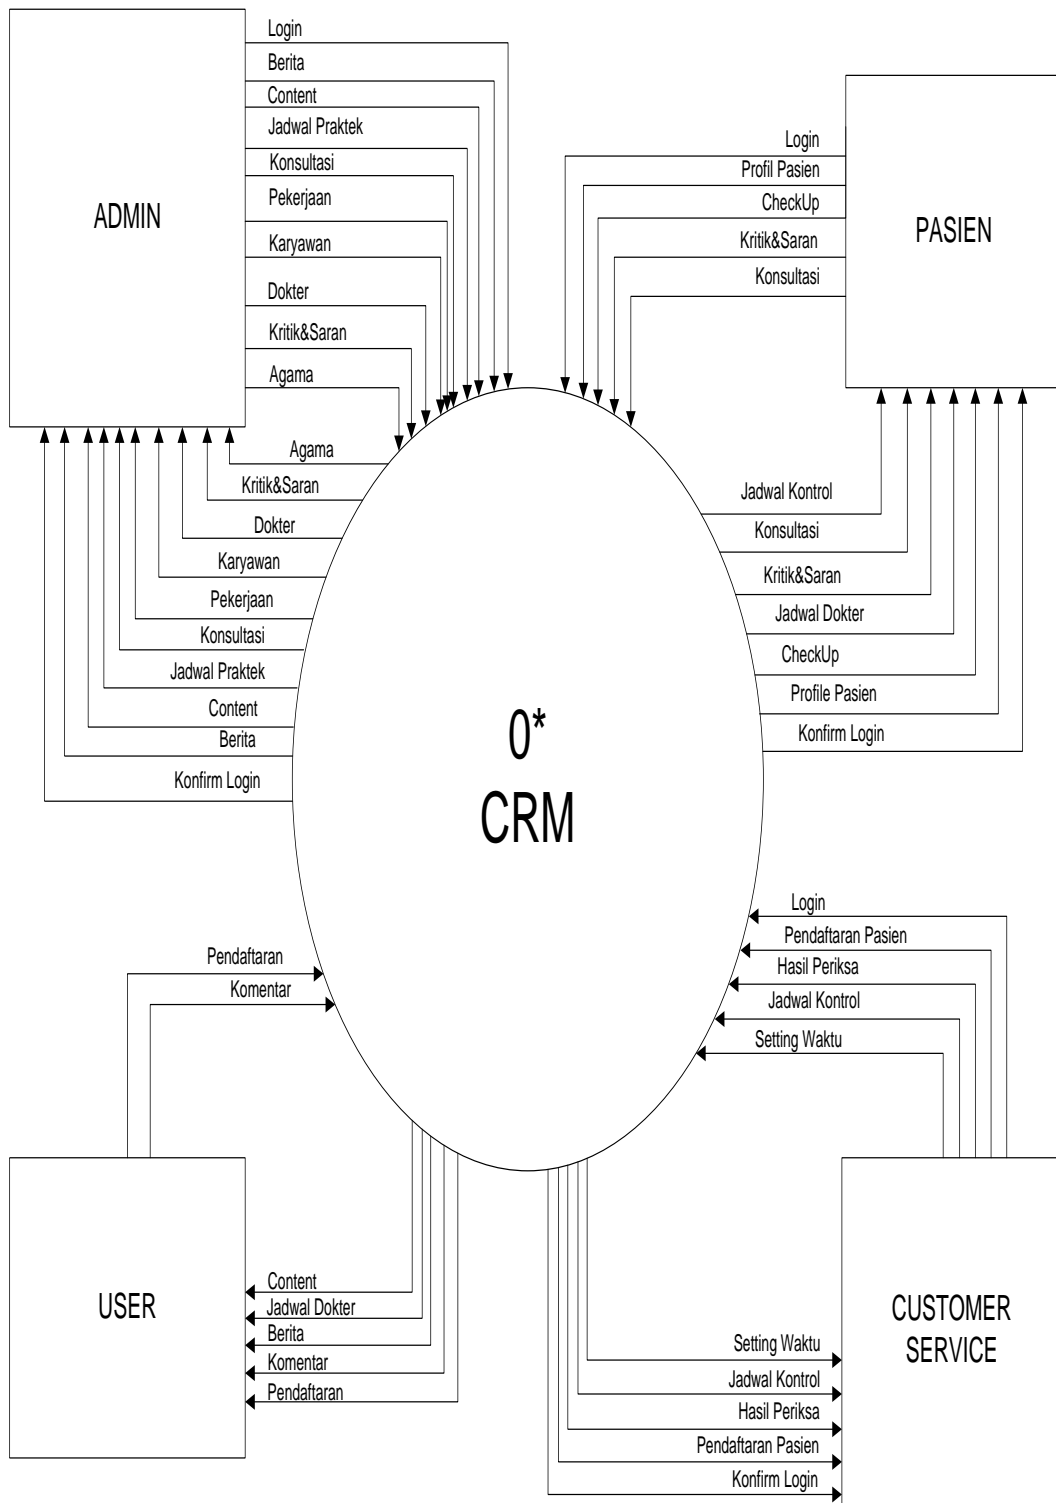 Login
Berita
Content
Jadwal Praktek
Konsultasi
Pekerjaan
Karyawan
Dokter
Kritik&Saran
Agama
ADMIN
Login
Profil Pasien
CheckUp
Kritik&Saran
Konsultasi
PASIEN
Agama
Kritik&Saran
Dokter
Karyawan
Pekerjaan
Konsultasi
Jadwal Praktek
Content
Berita
Konfirm Login
Jadwal Kontrol
Konsultasi
Kritik&Saran
Jadwal Dokter
CheckUp
Profile Pasien
Konfirm Login
0*
CRM
Pendaftaran
Komentar
Login
Pendaftaran Pasien
Hasil Periksa
Jadwal Kontrol
Setting Waktu
USER
Content
Jadwal Dokter
Berita
Komentar
Pendaftaran
CUSTOMER
SERVICE
Setting Waktu
Jadwal Kontrol
Hasil Periksa
Pendaftaran Pasien
Konfirm Login